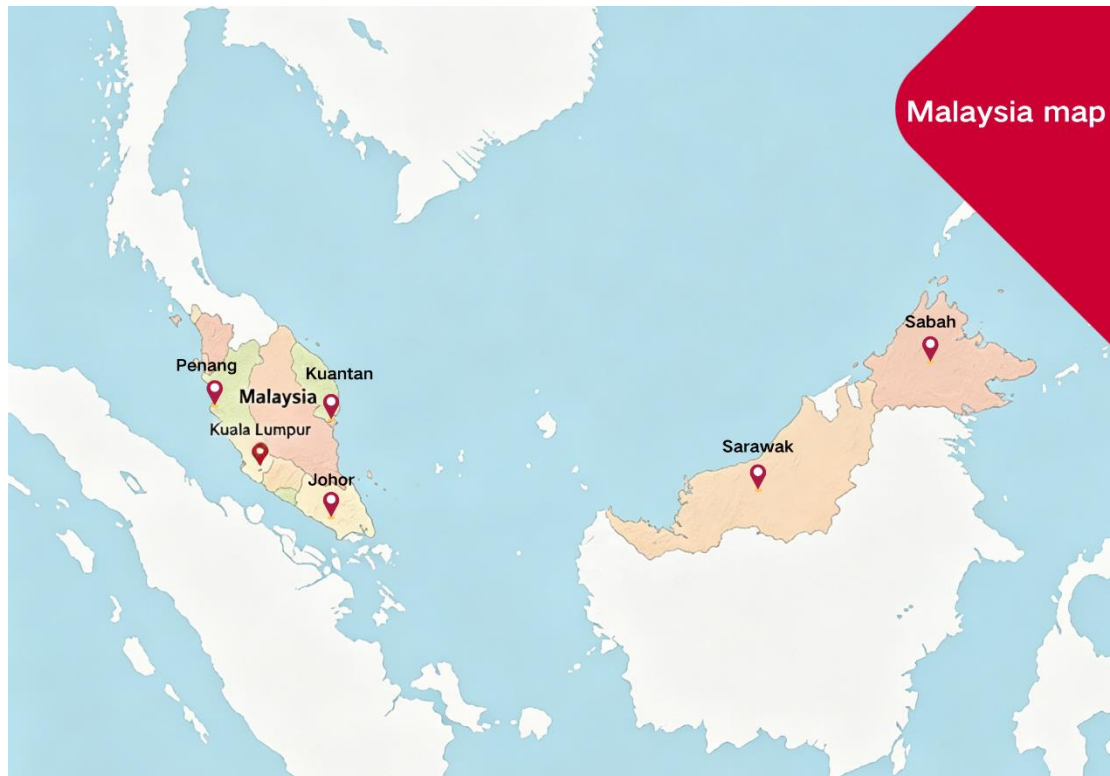 Malaysia map
Sabah
Penang
Kuantan
Malaysia
Kuala Lumpur
Sarawak
Johor